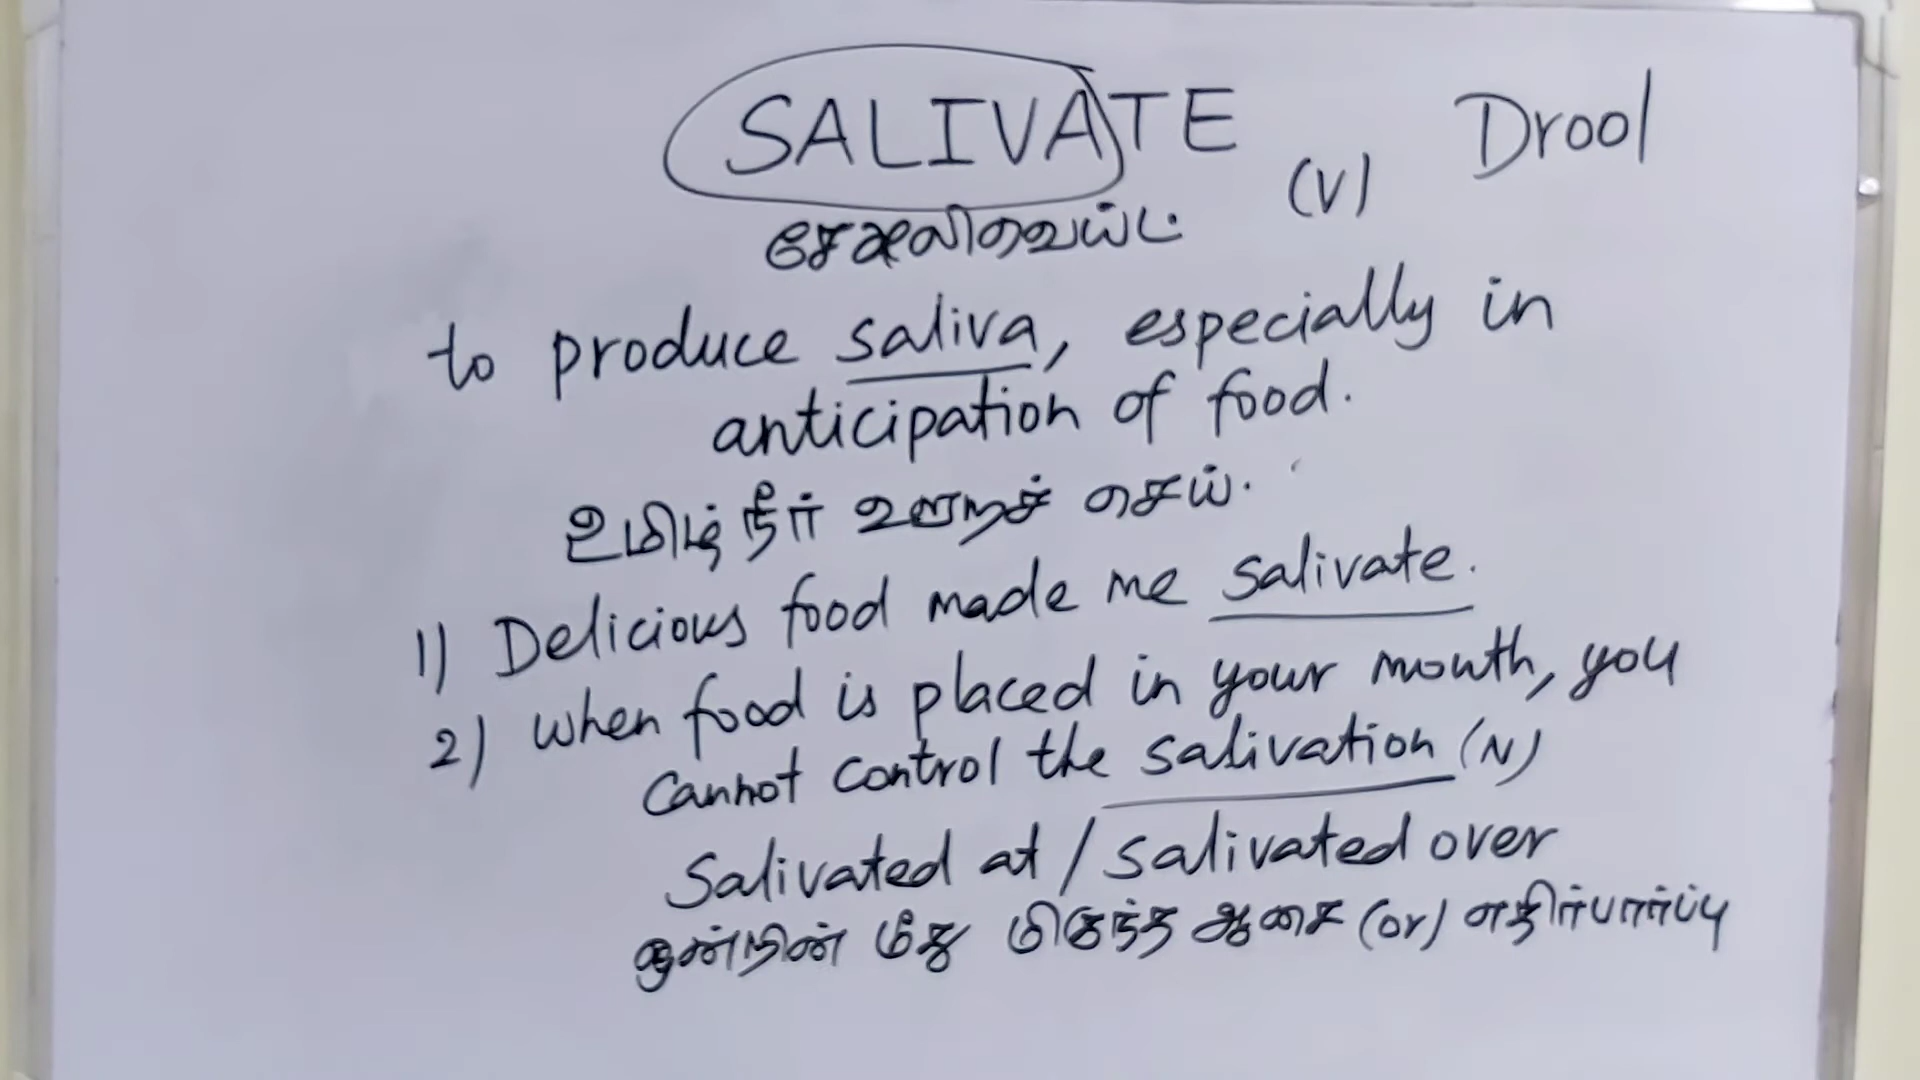 SALIVATE (V) Drool
சேலிவெய்ட்
to produce saliva, especially in
anticipation of food.
உமிழ் நீர் ஊறச் செய்.
1) Delicious food made me salivate.
2) when food is placed in your mouth, you
cannot control the salivation (N)
Salivated at / Salivated over
ஒன்றின் மீது மிகுந்த ஆசை (or) எதிர்பார்ப்பு